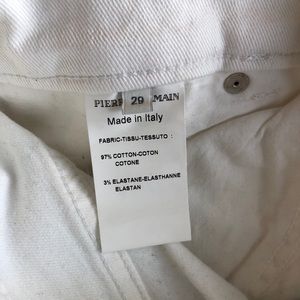 PIERR 29 MAIN
Made in Italy
FABRIC-TISSU-TESSUTO :
97% COTTON-COTON
COTONE
3% ELASTANE-ELASTHANNE
ELASTAN